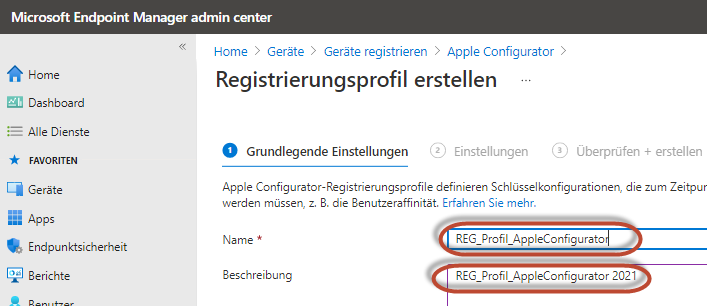 Microsoft Endpoint Manager admin center
«
Home
Dashboard
Alle Dienste
FAVORITEN
Geräte
Apps
Endpunktsicherheit
Berichte
Benutzer
Home > Geräte > Geräte registrieren > Apple Configurator >
Registrierungsprofil erstellen ...
1 Grundlegende Einstellungen 2 Einstellungen 3 Überprüfen + erstellen
Apple Configurator-Registrierungsprofile definieren Schlüsselkonfigurationen, die zum Zeitpun
werden müssen, z. B. die Benutzeraffinität. Erfahren Sie mehr.
Name * REG_Profil_AppleConfigurator
Beschreibung REG_Profil_AppleConfigurator 2021